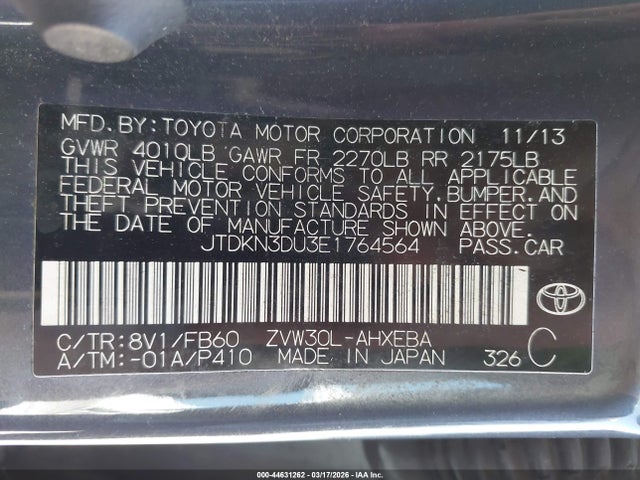 MFD.BY:TOYOTA MOTOR CORPORATION 11/13
GVWR 4010LB GAWR FR 2270LB RR 2175LB
THIS VEHICLE CONFORMS TO ALL APPLICABLE
FEDERAL MOTOR VEHICLE SAFETY,BUMPER,AND
THEFT PREVENTION STANDARDS IN EFFECT ON
THE DATE OF MANUFACTURE SHOWN ABOVE.
JTDKN3DU3E1764564 PASS.CAR
C/TR:8V1/FB60 ZVW30L-AHXEBA
A/TM:-01A/P410 MADE IN JAPAN 326 C
000-44631262 - 03/17/2026 - IAA Inc.